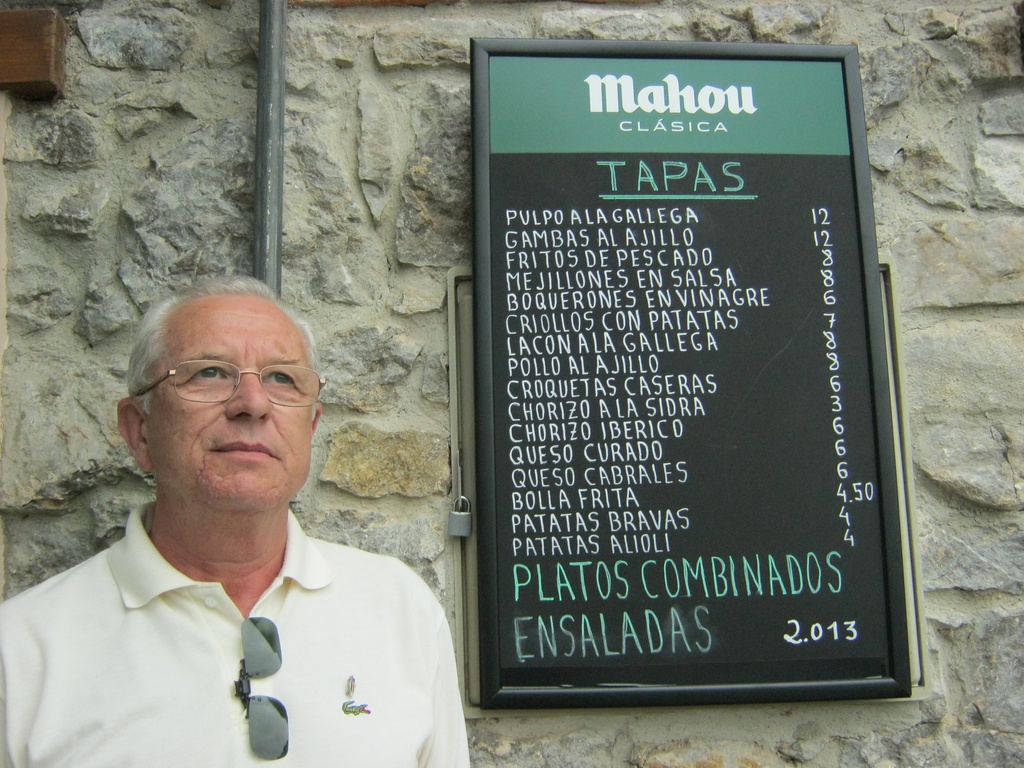 Mahou
CLÁSICA
TAPAS
PULPO A LA GALLEGA 12
GAMBAS AL AJILLO 12
FRITOS DE PESCADO 8
MEJILLONES EN SALSA 8
BOQUERONES EN VINAGRE 6
CRIOLLOS CON PATATAS 7
LACON A LA GALLEGA 8
POLLO AL AJILLO 8
CROQUETAS CASERAS 6
CHORIZO A LA SIDRA 3
CHORIZO IBERICO 6
QUESO CURADO 6
QUESO CABRALES 6
BOLLA FRITA 4.50
PATATAS BRAVAS 4
PATATAS ALIOLI 4
PLATOS COMBINADOS
ENSALADAS 2.013